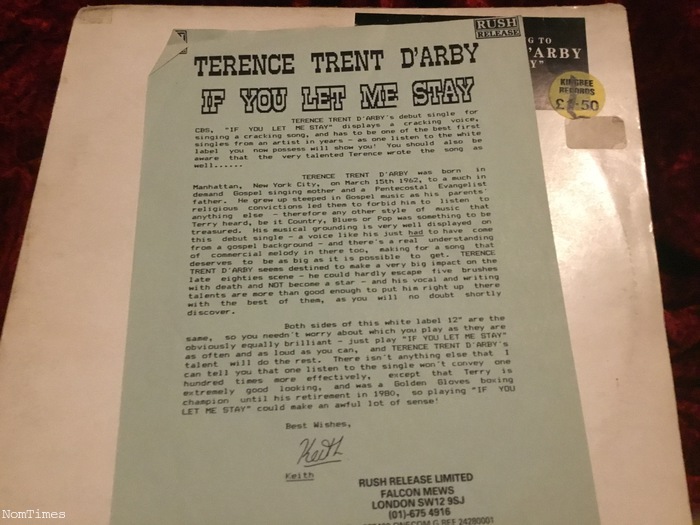 RUSH
RELEASE
TERENCE TRENT D'ARBY
IF YOU LET ME STAY
G TO
'ARBY
Y"
KINGBEE
RECORDS
£1.50
TERENCE TRENT D'ARBY's debut single for
CBS, "IF YOU LET ME STAY" displays a cracking voice,
singing a cracking song, and has to be one of the best first
singles from an artist in years - as one listen to the white
label you now possess will show you! You should also be
aware that the very talented Terence wrote the song as
well......
TERENCE TRENT D'ARBY was born in
Manhattan, New York City, on March 15th 1962, to a much in
demand Gospel singing mother and a Pentecostal Evangelist
father. He grew up steeped in Gospel music as his parents'
religious convictions led them to forbid him to listen to
anything else - therefore any other style of music that
Terry heard, be it Country, Blues or Pop was something to be
treasured. His musical grounding is very well displayed on
this debut single - a voice like his just had to have come
from a gospel background - and there's a real understanding
of commercial melody in there too, making for a song that
deserves to be as big as it is possible to get. TERENCE
TRENT D'ARBY seems destined to make a very big impact on the
late eighties scene - he could hardly escape five brushes
with death and NOT become a star - and his vocal and writing
talents are more than good enough to put him right up there
with the best of them, as you will no doubt shortly
discover.
Both sides of this white label 12" are the
same, so you needn't worry about which you play as they are
obviously equally brilliant - just play "IF YOU LET ME STAY"
as often and as loud as you can, and TERENCE TRENT D'ARBY's
talent will do the rest. There isn't anything else that I
can tell you that one listen to the single won't convey one
hundred times more effectively, except that Terry is
extremely good looking, and was a Golden Gloves boxing
champion until his retirement in 1980, so playing "IF YOU
LET ME STAY" could make an awful lot of sense!
Best Wishes,
Keith
Keith
RUSH RELEASE LIMITED
FALCON MEWS
LONDON SW12 9SJ
(01)-675 4916
G REF 24280001
NomTimes